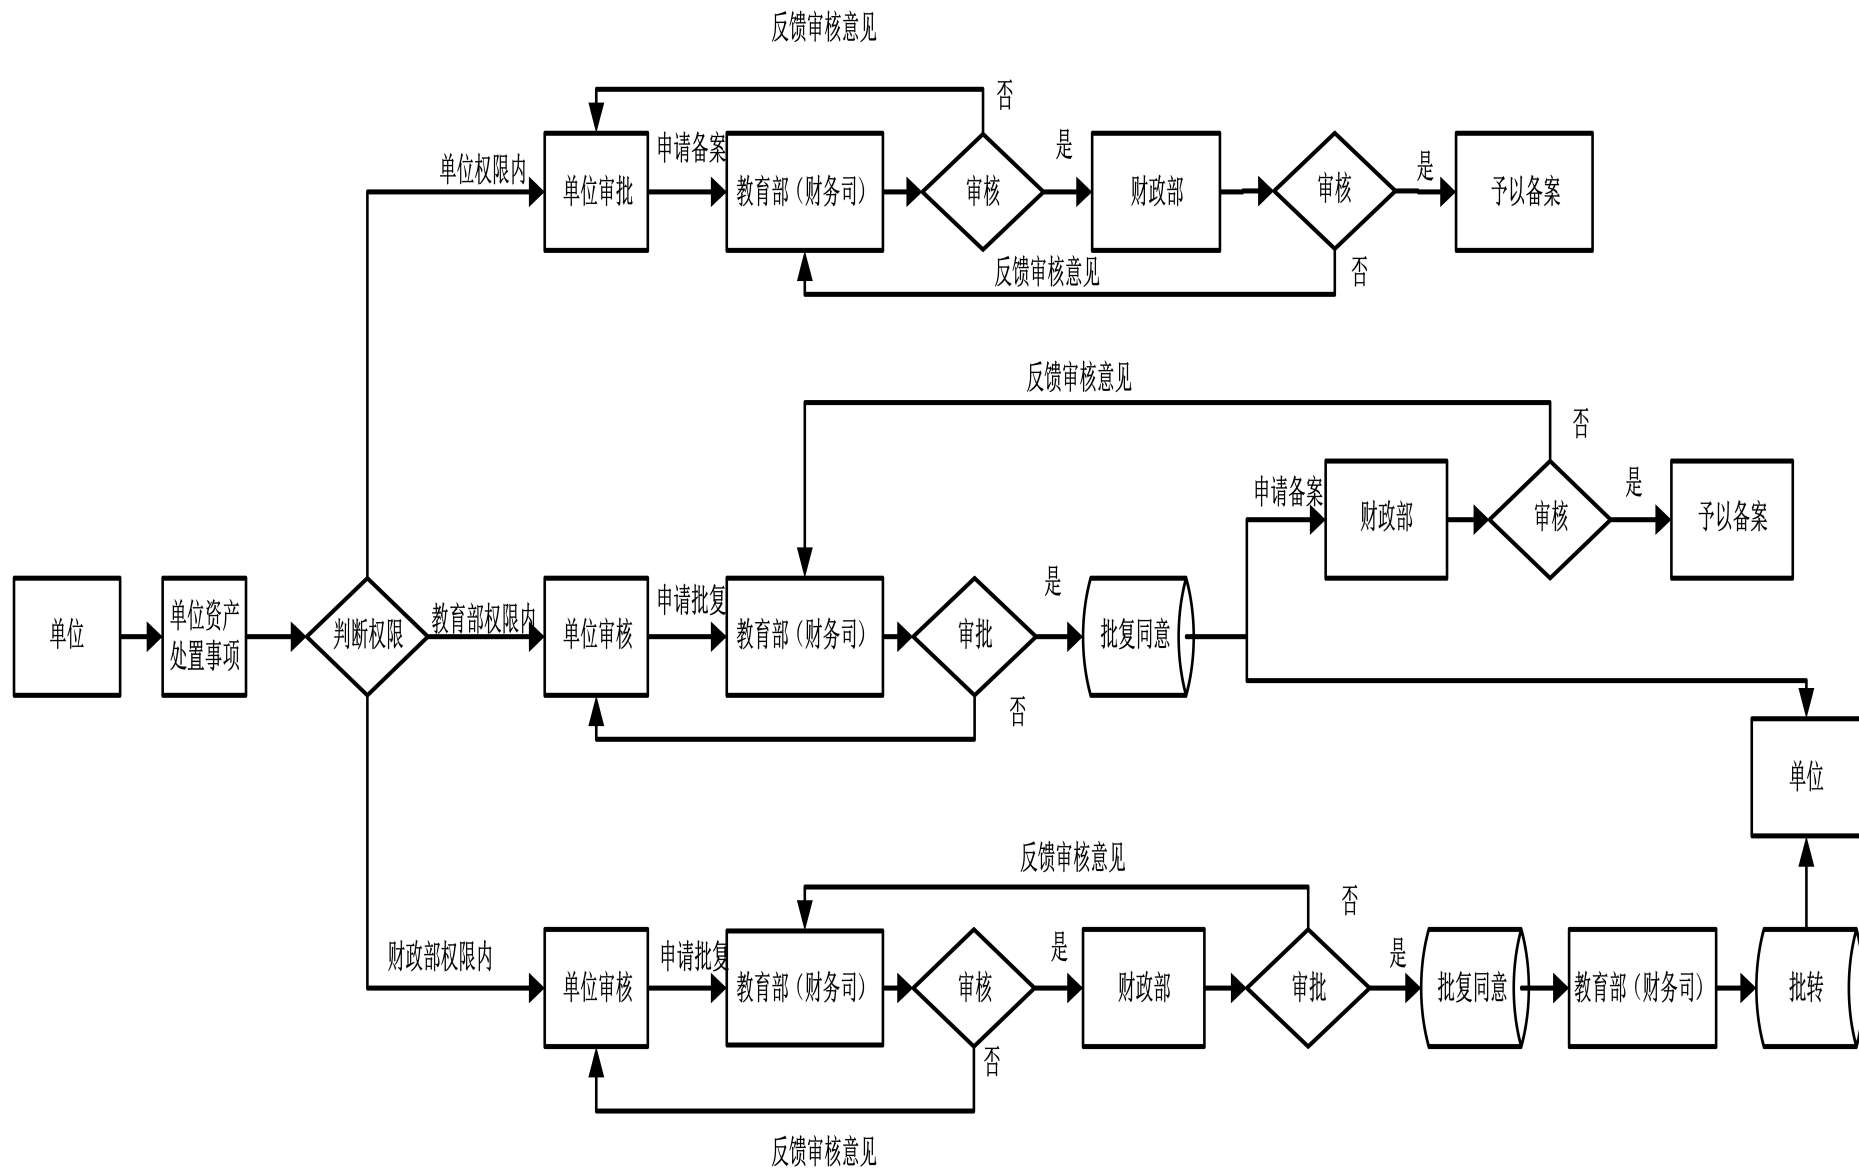 反馈审核意见
否
单位权限内
单位审批
申请备案
教育部（财务司）
审核
是
财政部
审核
是
予以备案
反馈审核意见
否
反馈审核意见
否
申请备案
财政部
审核
是
予以备案
单位
单位资产
处置事项
判断权限
教育部权限内
单位审核
申请批复
教育部（财务司）
审批
是
批复同意
否
单位
反馈审核意见
否
财政部权限内
单位审核
申请批复
教育部（财务司）
审核
是
财政部
审批
是
批复同意
教育部（财务司）
批转
否
反馈审核意见